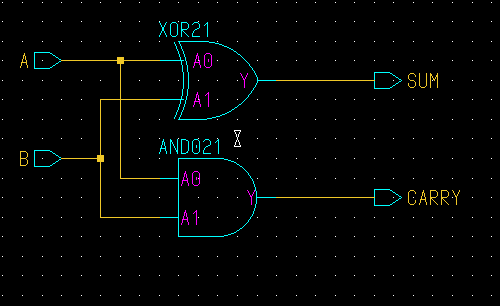 XOR21
A A0 Y SUM
A1
AND021
B A0
Y CARRY
A1